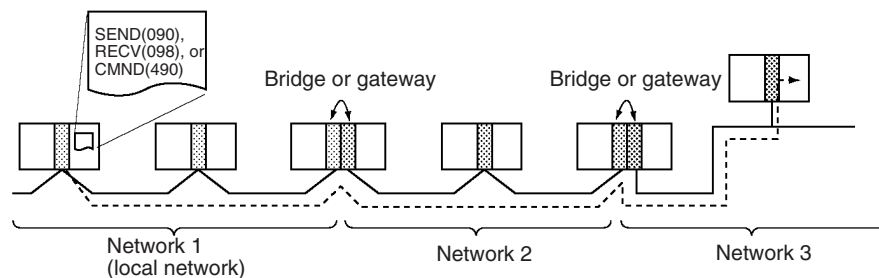 SEND(090),
RECV(098), or
CMND(490)
Bridge or gateway
Bridge or gateway
Network 1
(local network)
Network 2
Network 3